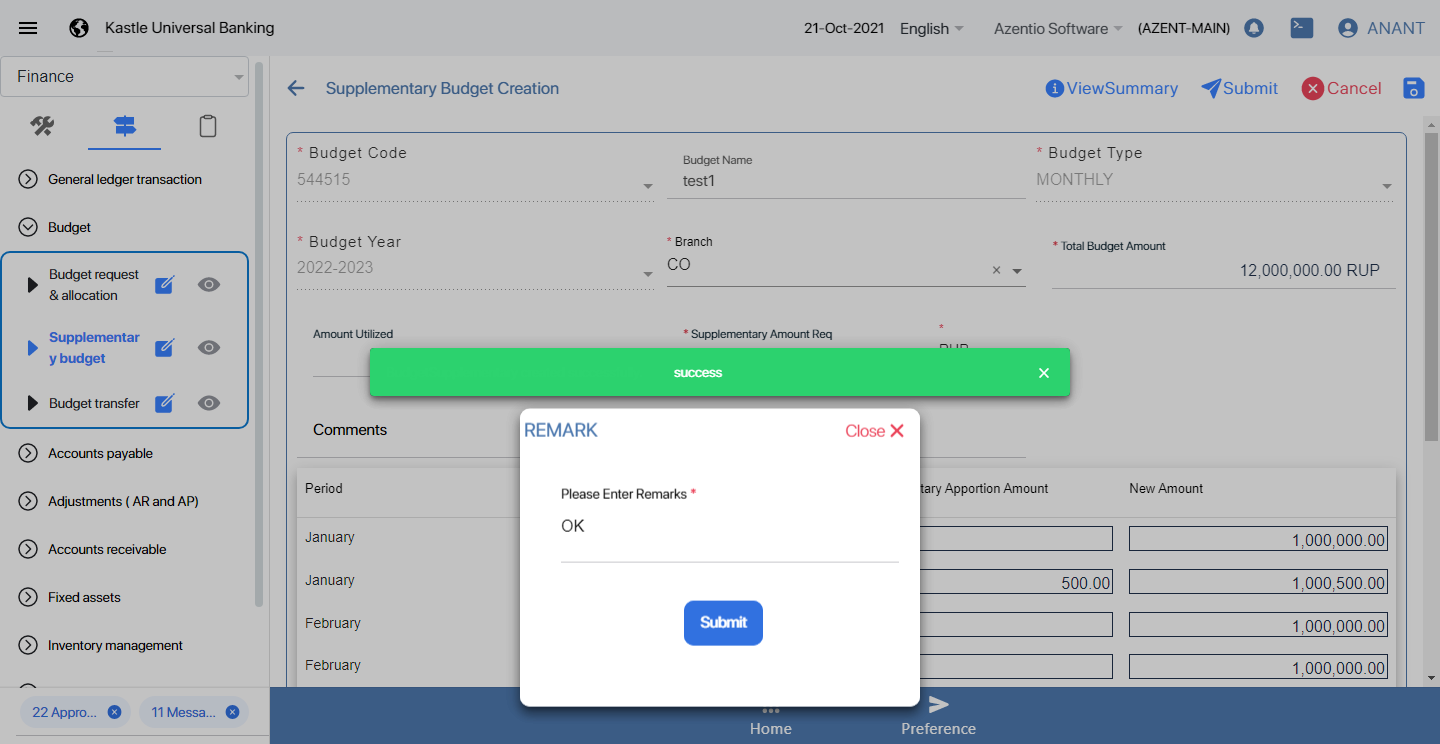 Kastle Universal Banking
21-Oct-2021
English
Azentio Software
(AZENT-MAIN)
ANANT
Finance
General ledger transaction
Budget
Budget request
& allocation
Supplementar
y budget
Budget transfer
Accounts payable
Adjustments ( AR and AP)
Accounts receivable
Fixed assets
Inventory management
22 Appro...
11 Messa...
Supplementary Budget Creation
ViewSummary
Submit
Cancel
* Budget Code
544515
Budget Name
test1
* Budget Type
MONTHLY
* Budget Year
2022-2023
* Branch
CO
* Total Budget Amount
12,000,000.00 RUP
Amount Utilized
* Supplementary Amount Req
*
RUP
success
Comments
REMARK
Close
Please Enter Remarks *
OK
Submit
Period
tary Apportion Amount
New Amount
January
1,000,000.00
January
500.00
1,000,500.00
February
1,000,000.00
February
1,000,000.00
Home
Preference